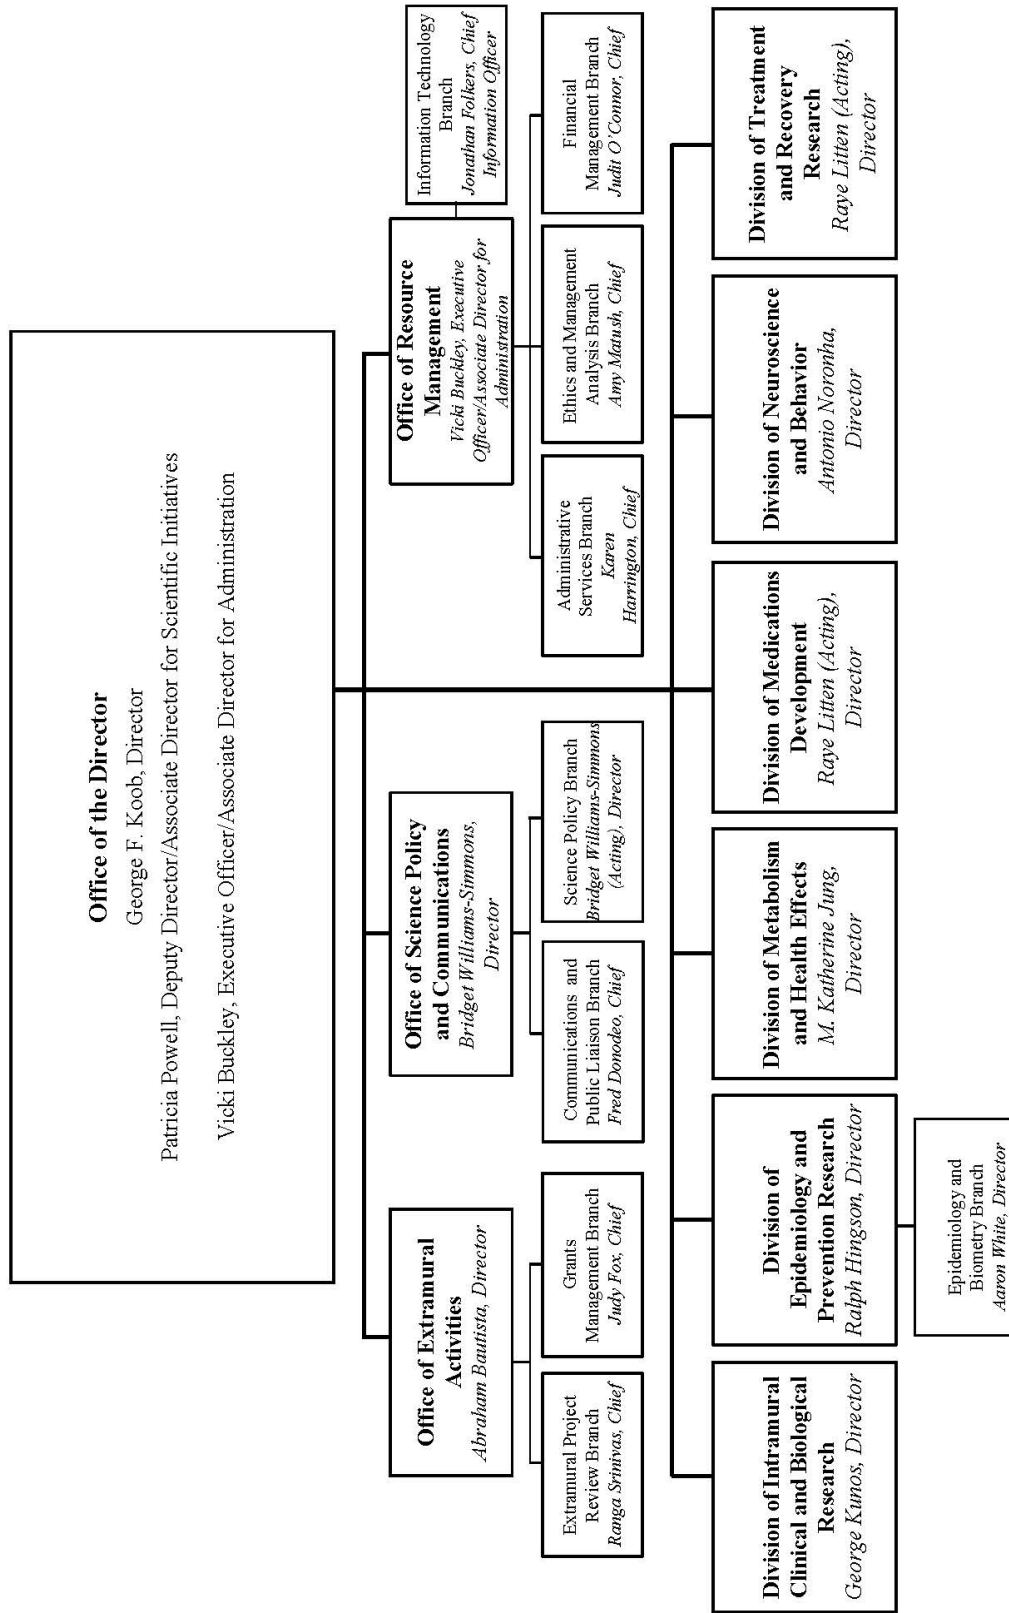 Office of the Director
George F. Koob, Director
Patricia Powell, Deputy Director/Associate Director for Scientific Initiatives
Vicki Buckley, Executive Officer/Associate Director for Administration
Office of Extramural
Activities
Abraham Bautista, Director
Office of Science Policy
and Communications
Bridget Williams-Simmons,
Director
Office of Resource
Management
Vicki Buckley, Executive
Officer/Associate Director for
Administration
Information Technology
Branch
Jonathan Folkers, Chief
Information Officer
Extramural Project
Review Branch
Ranga Srinivas, Chief
Grants
Management Branch
Judy Fox, Chief
Communications and
Public Liaison Branch
Fred Donodeo, Chief
Science Policy Branch
Bridget Williams-Simmons
(Acting), Director
Administrative
Services Branch
Karen
Harrington, Chief
Ethics and Management
Analysis Branch
Amy Matush, Chief
Financial
Management Branch
Judit O'Connor, Chief
Division of Intramural
Clinical and Biological
Research
George Kunos, Director
Division of
Epidemiology and
Prevention Research
Ralph Hingson, Director
Division of Metabolism
and Health Effects
M. Katherine Jung,
Director
Division of Medications
Development
Raye Litten (Acting),
Director
Division of Neuroscience
and Behavior
Antonio Noronha,
Director
Division of Treatment
and Recovery
Research
Raye Litten (Acting),
Director
Epidemiology and
Biometry Branch
Aaron White, Director